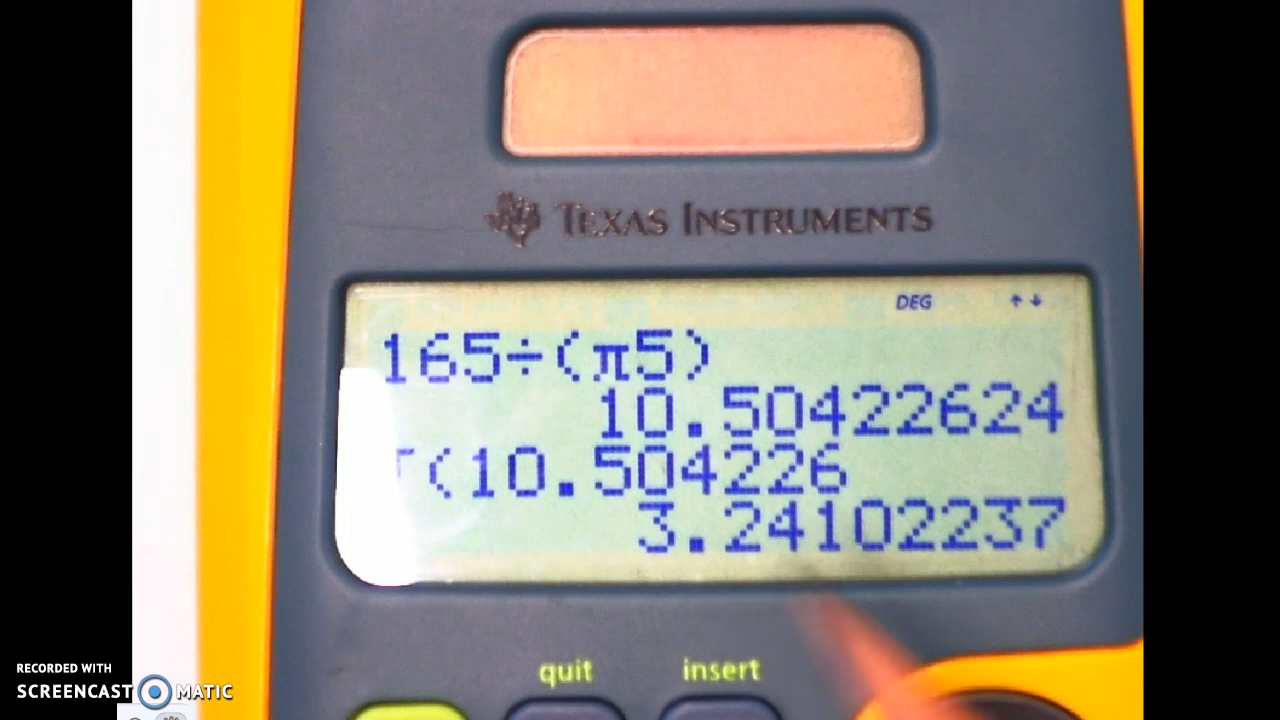 TEXAS INSTRUMENTS
DEG ↑↓
165÷(π5)
10.50422624
√(10.504226
3.24102237
quit insert
RECORDED WITH
SCREENCAST MATIC